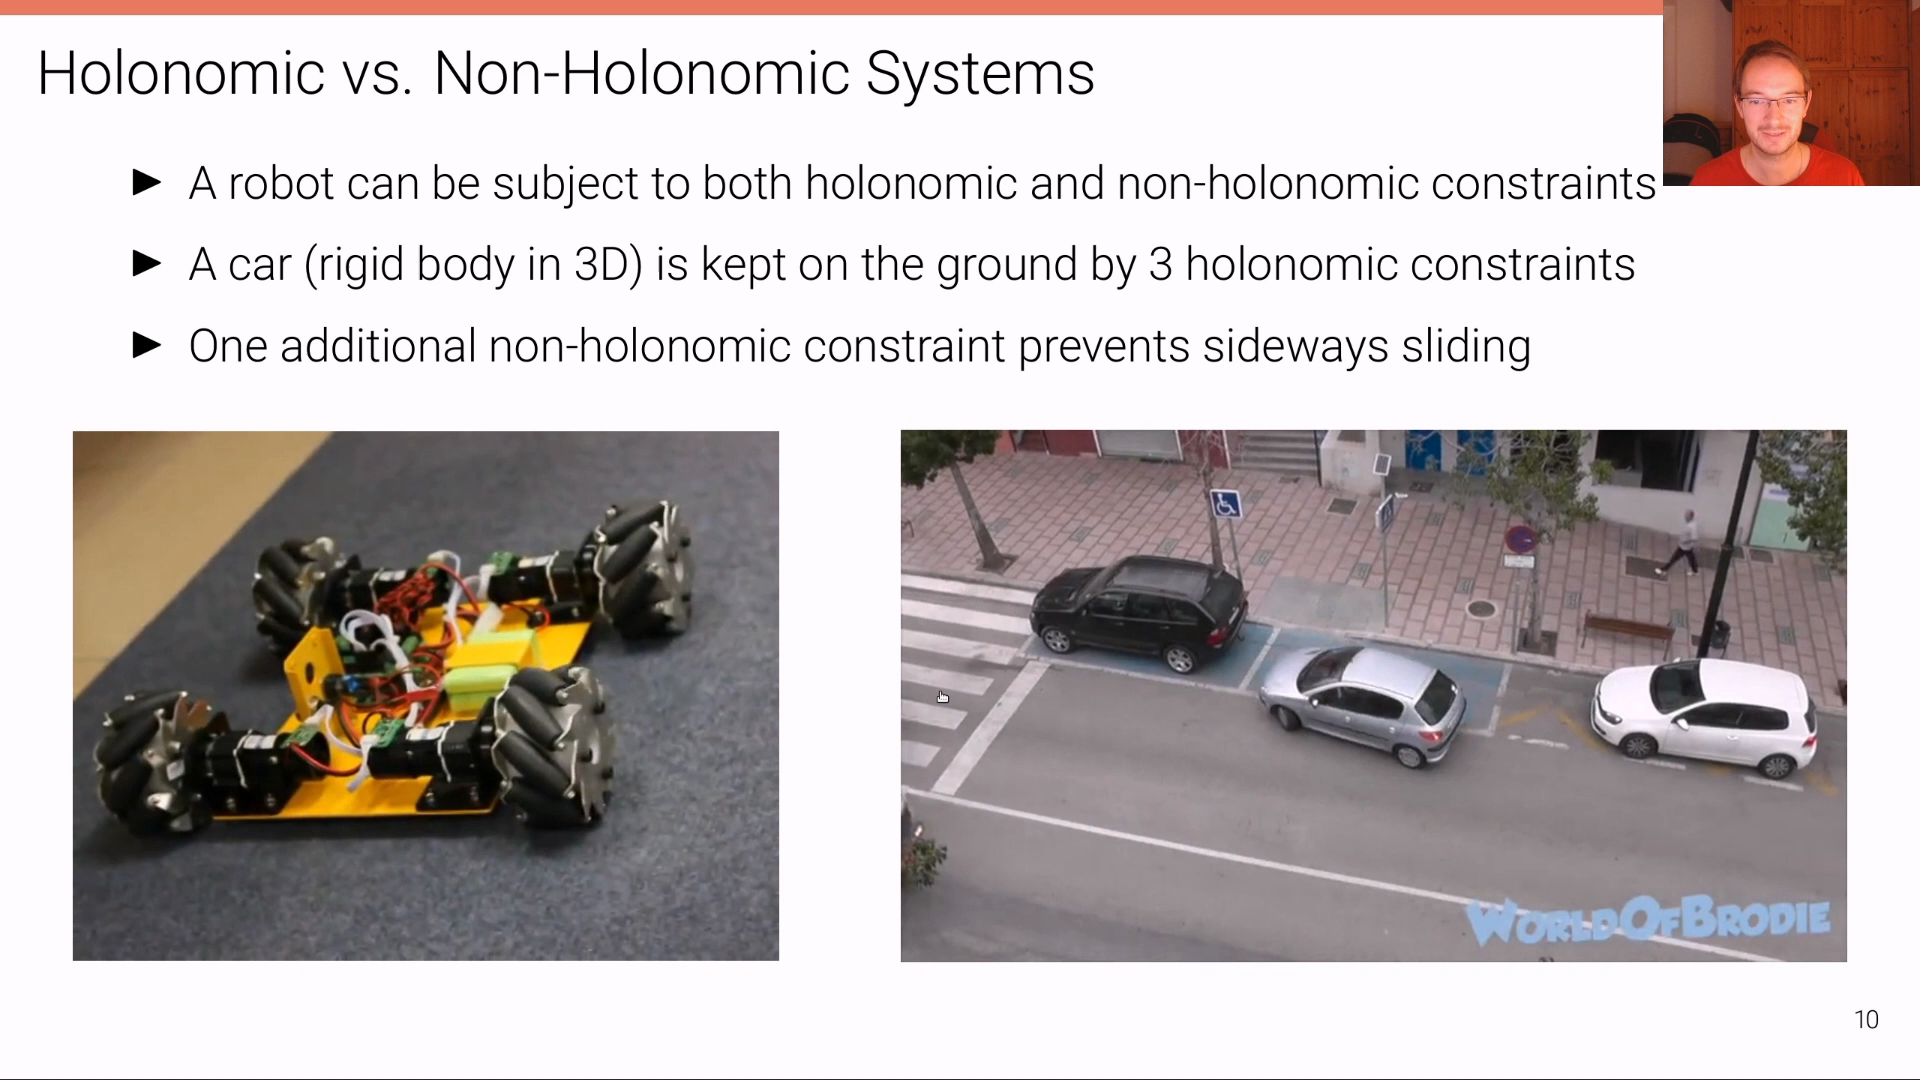 Holonomic vs. Non-Holonomic Systems
► A robot can be subject to both holonomic and non-holonomic constraints
► A car (rigid body in 3D) is kept on the ground by 3 holonomic constraints
► One additional non-holonomic constraint prevents sideways sliding
WORLDOFBRODIE
10